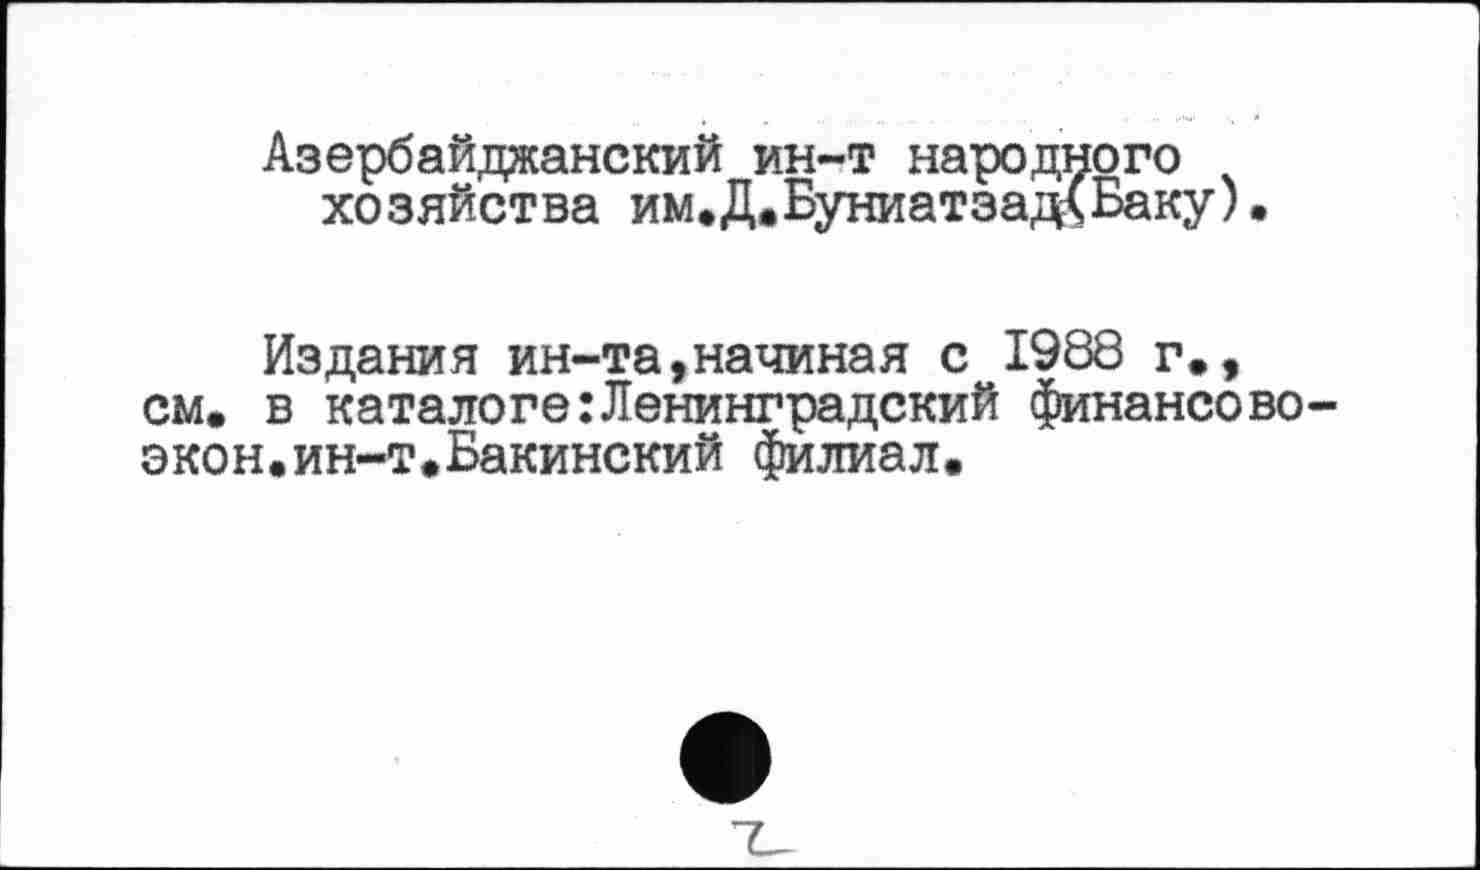 Азербайджанский ин-т народного
хозяйства им.Д.Буниатзад(Баку).
Издания ин-та,начиная с 1988 г.,
см. в каталоге:Ленинградский финансово-
экон.ин-т.Бакинский филиал.